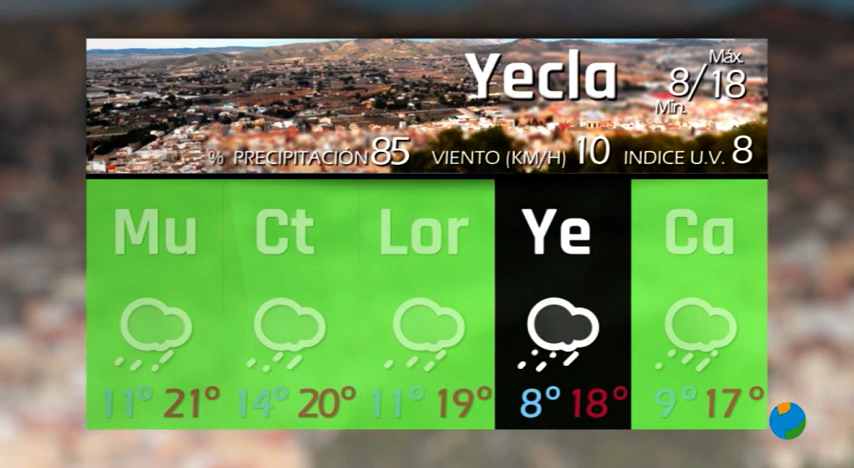 Yecla
Máx.
8/18
Mín.
% PRECIPITACIÓN 85 VIENTO (KM/H) 10 INDICE U.V. 8
Mu Ct Lor Ye Ca
11° 21° 14° 20° 11° 19° 8° 18° 9° 17°